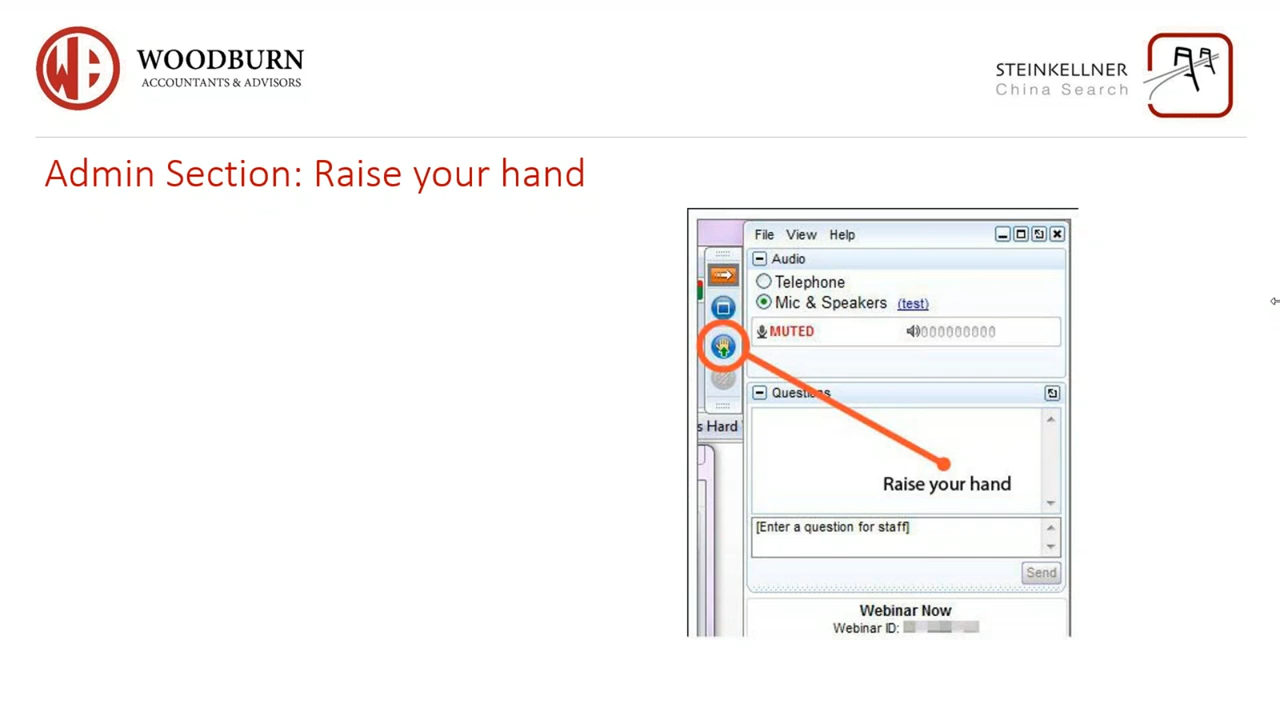 WOODBURN
ACCOUNTANTS & ADVISORS
STEINKELLNER
China Search
Admin Section: Raise your hand
File View Help
Audio
Telephone
Mic & Speakers (test)
MUTED
Questions
s Hard
Raise your hand
[Enter a question for staff]
Send
Webinar Now
Webinar ID: